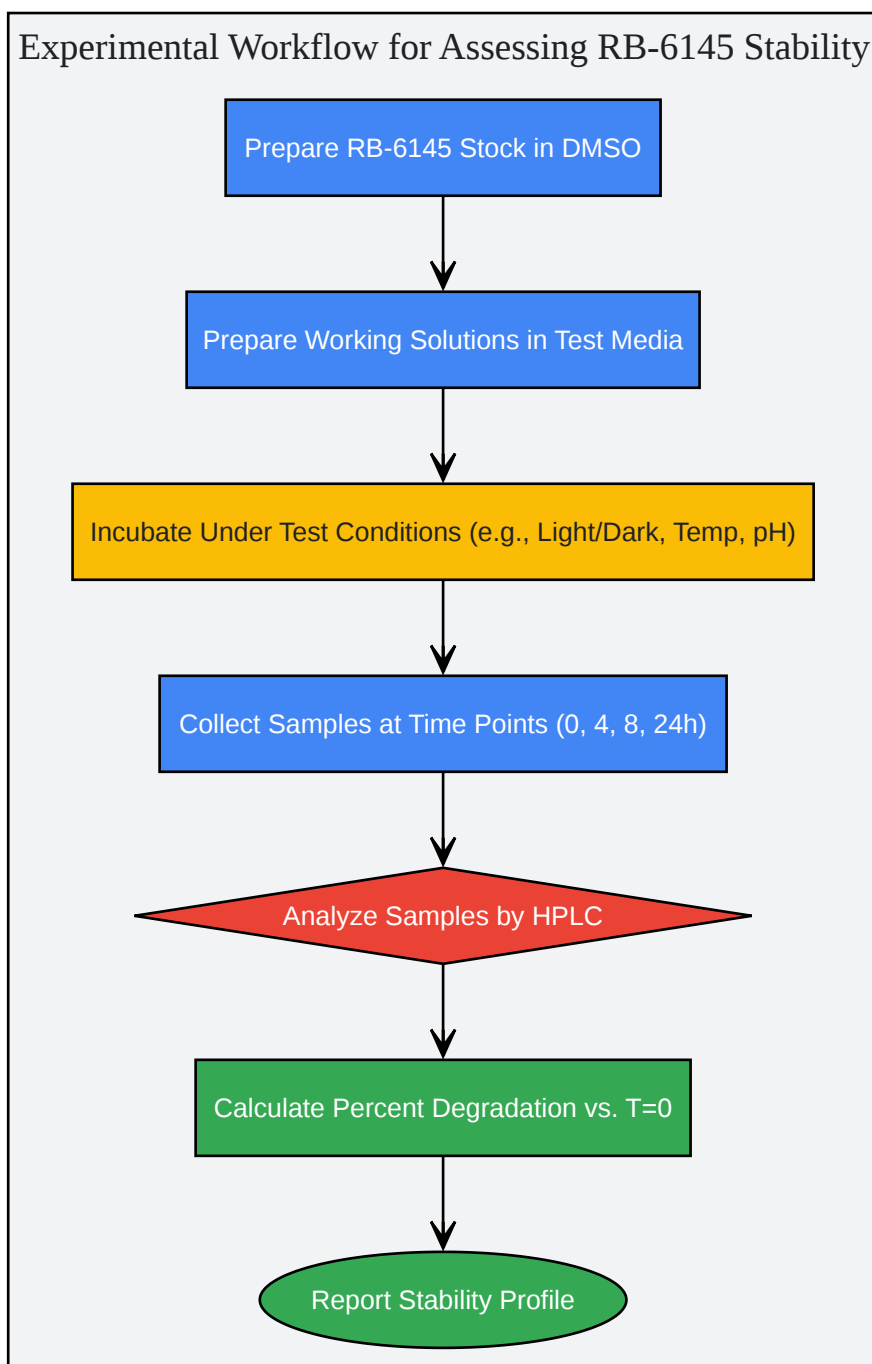 Experimental Workflow for Assessing RB-6145 Stability
Prepare RB-6145 Stock in DMSO
Prepare Working Solutions in Test Media
Incubate Under Test Conditions (e.g., Light/Dark, Temp, pH)
Collect Samples at Time Points (0, 4, 8, 24h)
Analyze Samples by HPLC
Calculate Percent Degradation vs. T=0
Report Stability Profile